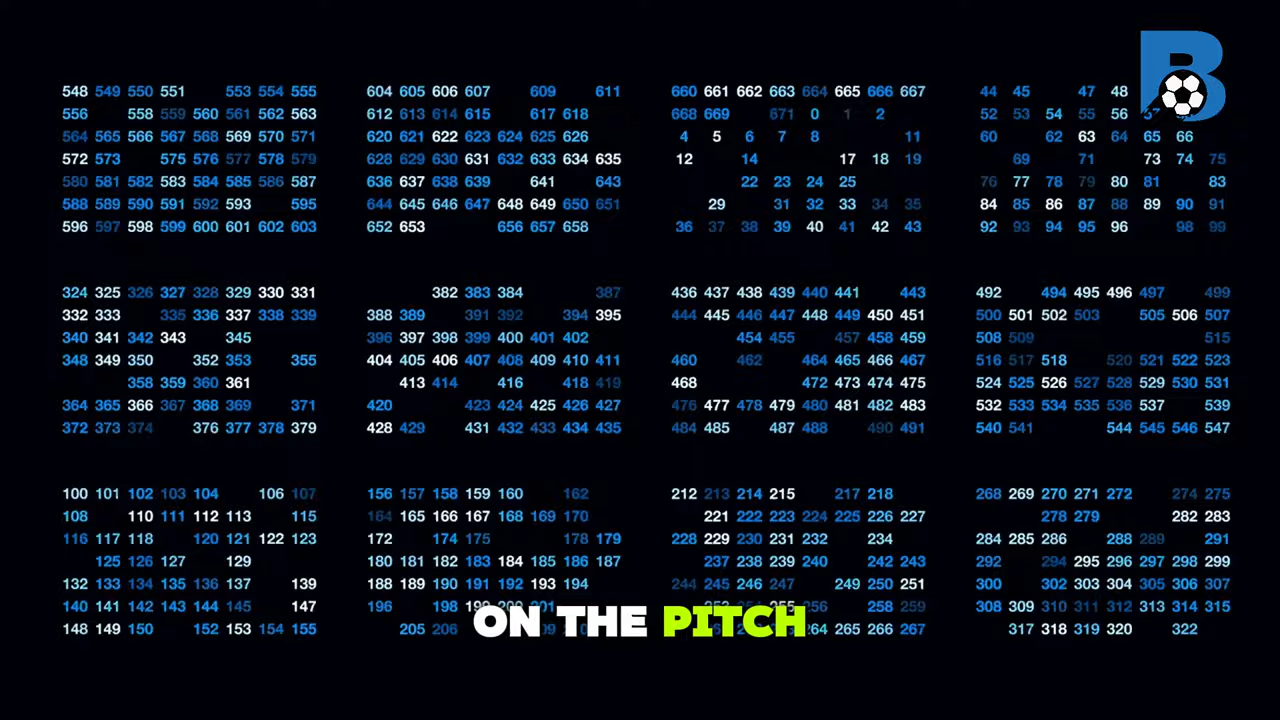 B
548 549 550 551 553 554 555
556 558 559 560 561 562 563
564 565 566 567 568 569 570 571
572 573 575 576 577 578 579
580 581 582 583 584 585 586 587
588 589 590 591 592 593 595
596 597 598 599 600 601 602 603
604 605 606 607 609 611
612 613 614 615 617 618
620 621 622 623 624 625 626
628 629 630 631 632 633 634 635
636 637 638 639 641 643
644 645 646 647 648 649 650 651
652 653 656 657 658
660 661 662 663 664 665 666 667
668 669 671 0 1 2
4 5 6 7 8 11
12 14 17 18 19
22 23 24 25
29 31 32 33 34 35
36 37 38 39 40 41 42 43
44 45 47 48
52 53 54 55 56
60 62 63 64 65 66
69 71 73 74 75
76 77 78 79 80 81 83
84 85 86 87 88 89 90 91
92 93 94 95 96 98 99
324 325 326 327 328 329 330 331
332 333 335 336 337 338 339
340 341 342 343 345
348 349 350 352 353 355
358 359 360 361
364 365 366 367 368 369 371
372 373 374 376 377 378 379
382 383 384 387
388 389 391 392 394 395
396 397 398 399 400 401 402
404 405 406 407 408 409 410 411
413 414 416 418 419
420 423 424 425 426 427
428 429 431 432 433 434 435
436 437 438 439 440 441 443
444 445 446 447 448 449 450 451
454 455 457 458 459
460 462 464 465 466 467
468 472 473 474 475
476 477 478 479 480 481 482 483
484 485 487 488 490 491
492 494 495 496 497 499
500 501 502 503 505 506 507
508 509 515
516 517 518 520 521 522 523
524 525 526 527 528 529 530 531
532 533 534 535 536 537 539
540 541 544 545 546 547
100 101 102 103 104 106 107
108 110 111 112 113 115
116 117 118 120 121 122 123
125 126 127 129
132 133 134 135 136 137 139
140 141 142 143 144 145 147
148 149 150 152 153 154 155
156 157 158 159 160 162
164 165 166 167 168 169 170
172 174 175 178 179
180 181 182 183 184 185 186 187
188 189 190 191 192 193 194
196 198 199 200 201
205 206
212 213 214 215 217 218
221 222 223 224 225 226 227
228 229 230 231 232 234
237 238 239 240 242 243
244 245 246 247 249 250 251
255 256 258 259
264 265 266 267
268 269 270 271 272 274 275
278 279 282 283
284 285 286 288 289 291
292 294 295 296 297 298 299
300 302 303 304 305 306 307
308 309 310 311 312 313 314 315
317 318 319 320 322
ON THE PITCH